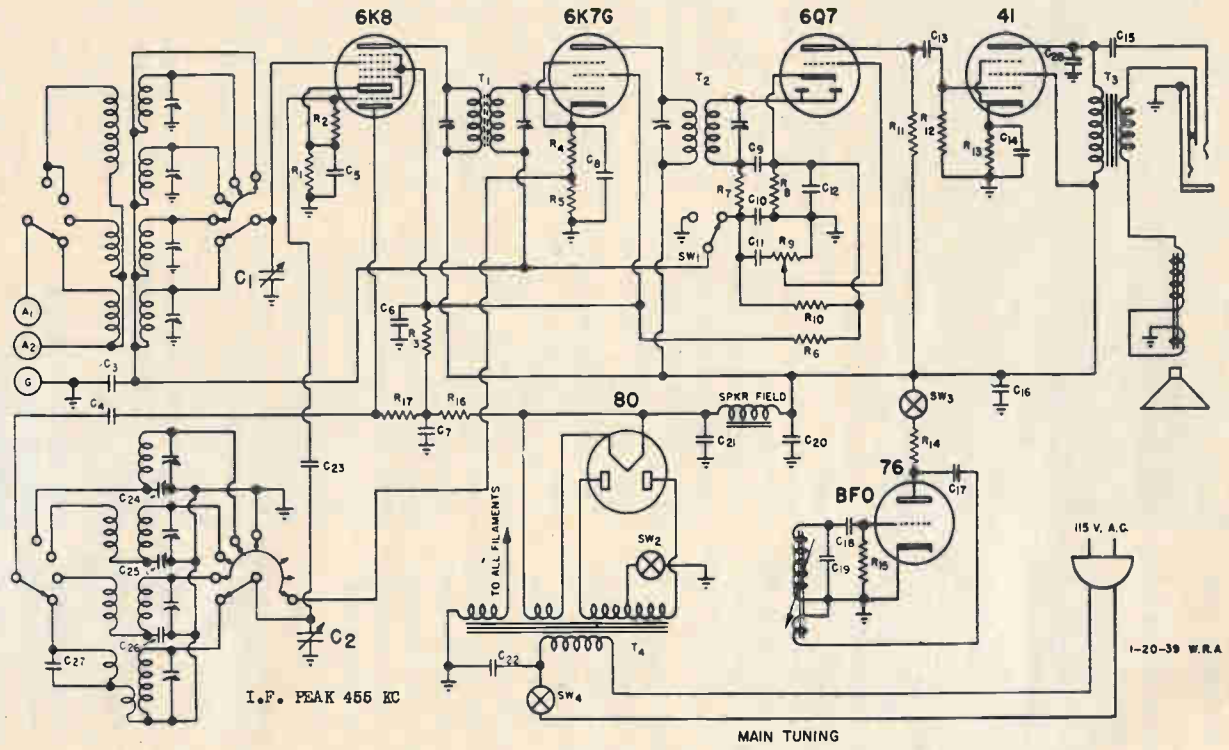 6K8
6K7G
6Q7
41
C13
C28
C15
T1
T2
T3
R2
R1
C5
R4
C8
R5
C9
R7
R8
C12
C10
C11
R9
SW1
R11
R12
R13
C14
C1
A1
A2
G
C3
C4
C6
R3
R10
R6
R17
R16
C7
80
SPKR FIELD
C21
C20
SW3
C16
R14
76
BFO
C17
C23
C24
C25
C26
C27
C2
TO ALL FILAMENTS
SW2
C18
C19
R15
115 V. A.C.
T4
C22
SW4
1-20-39 W.R.A
I.F. PEAK 455 KC
MAIN TUNING